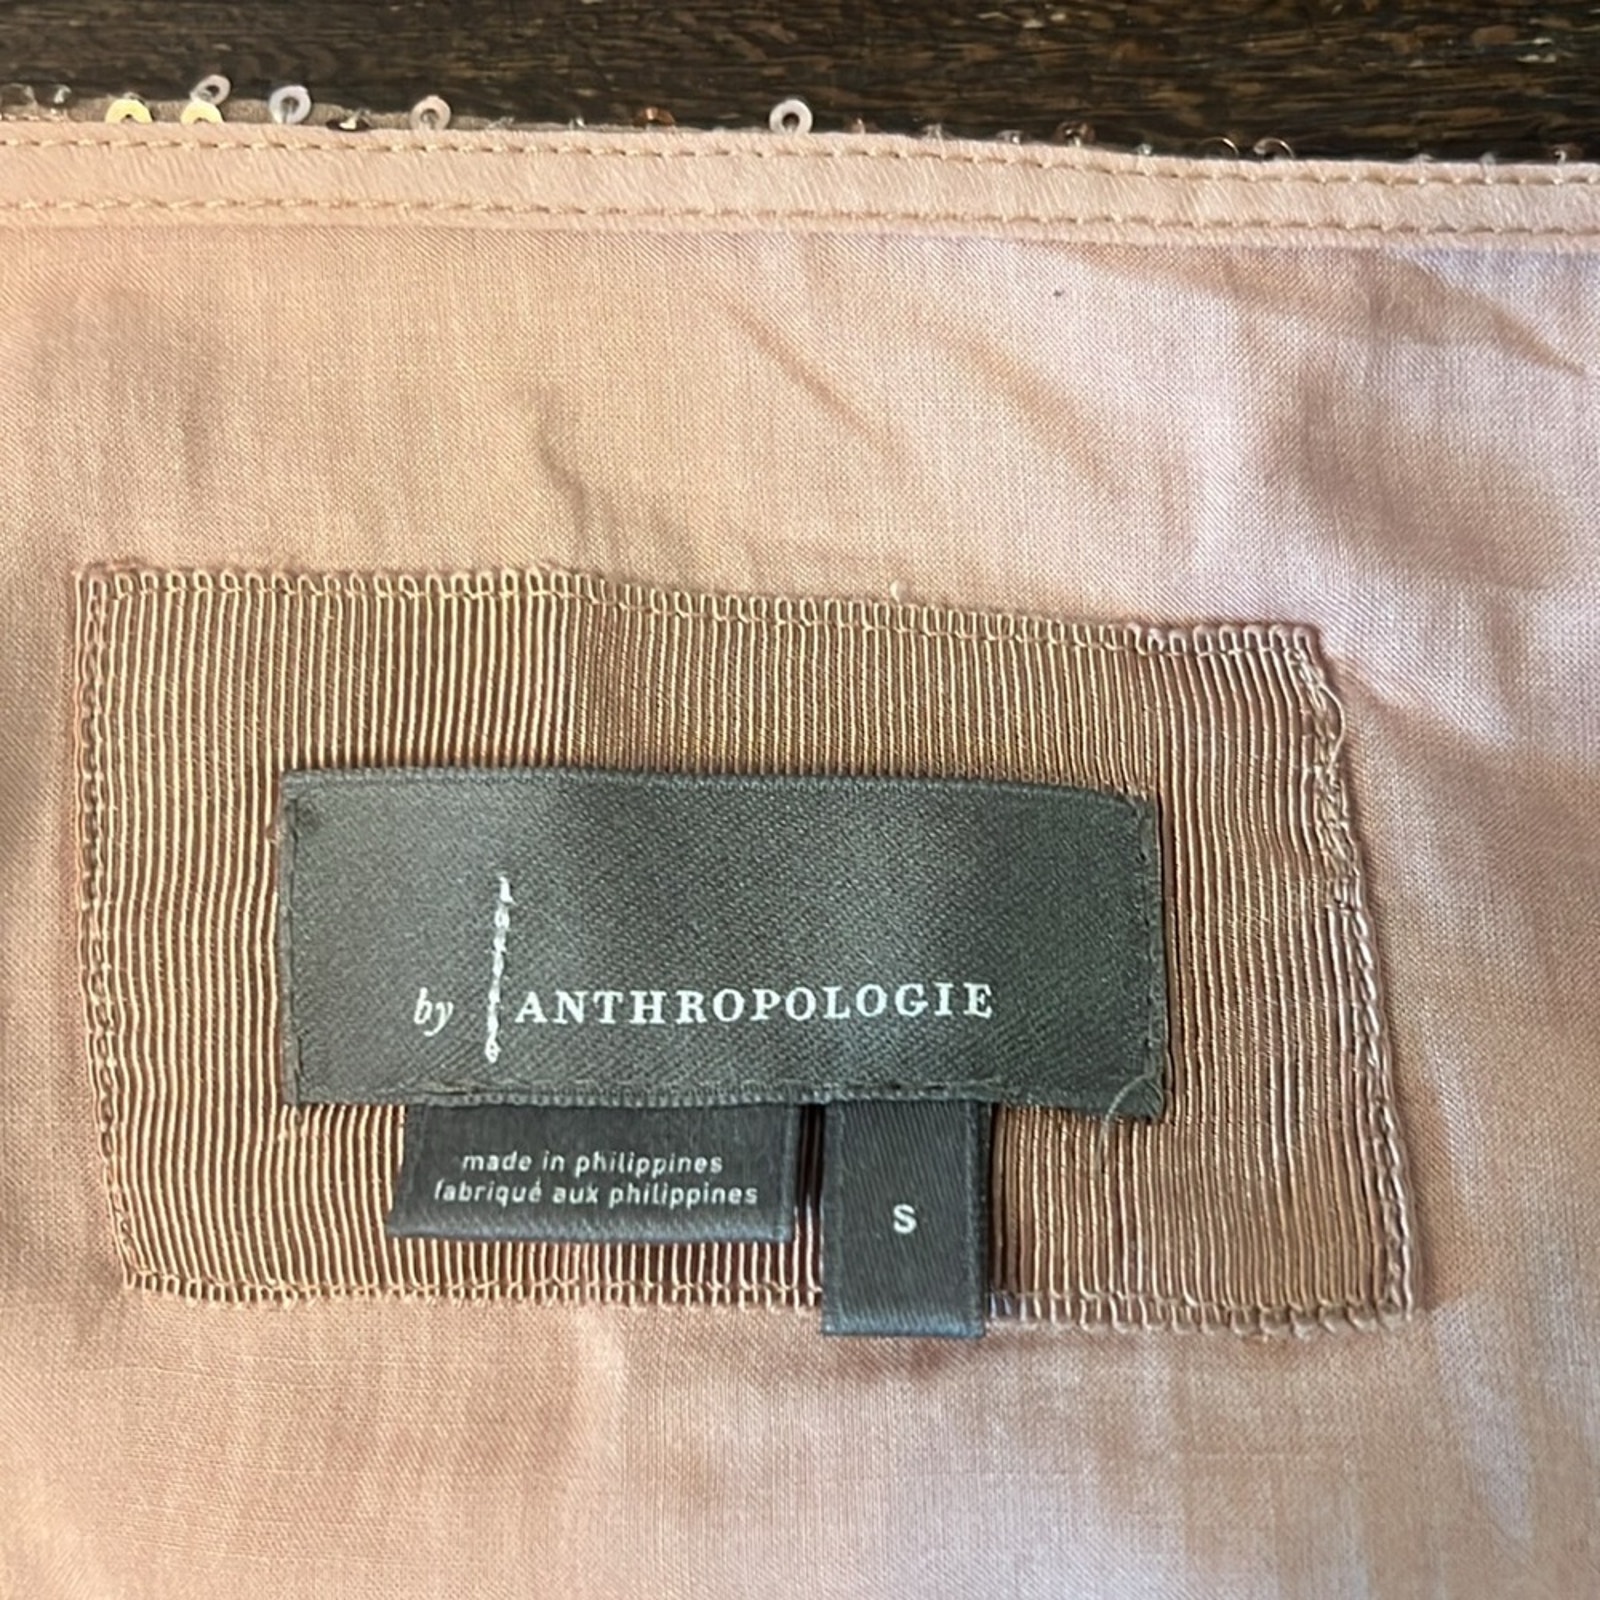 by ANTHROPOLOGIE
made in philippines
fabriqué aux philippines
S